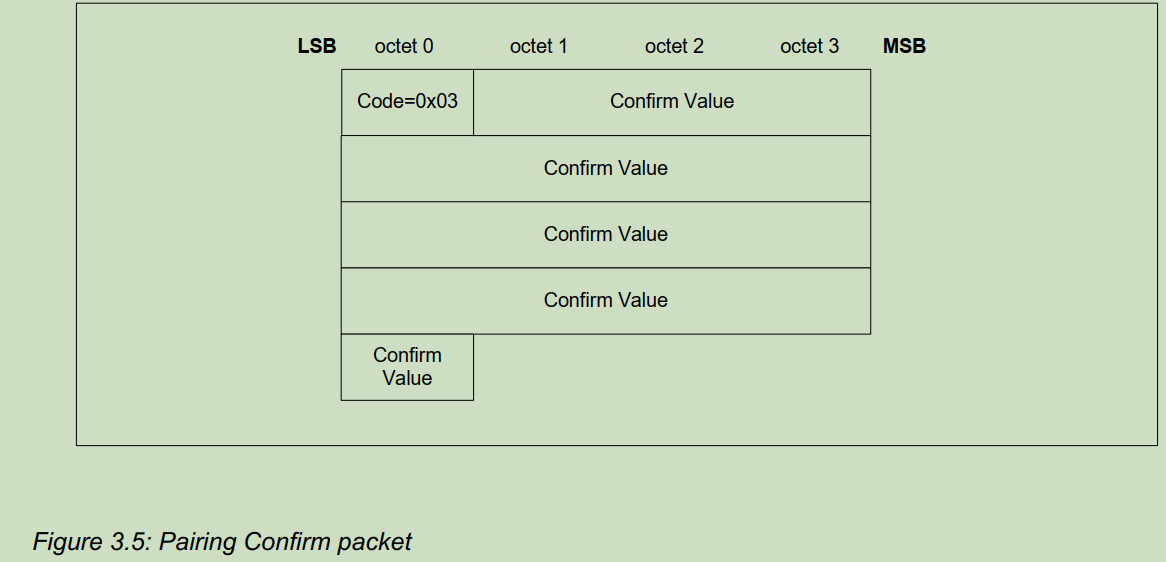 LSB octet 0 octet 1 octet 2 octet 3 MSB
Code=0x03 Confirm Value
Confirm Value
Confirm Value
Confirm Value
Confirm
Value
Figure 3.5: Pairing Confirm packet